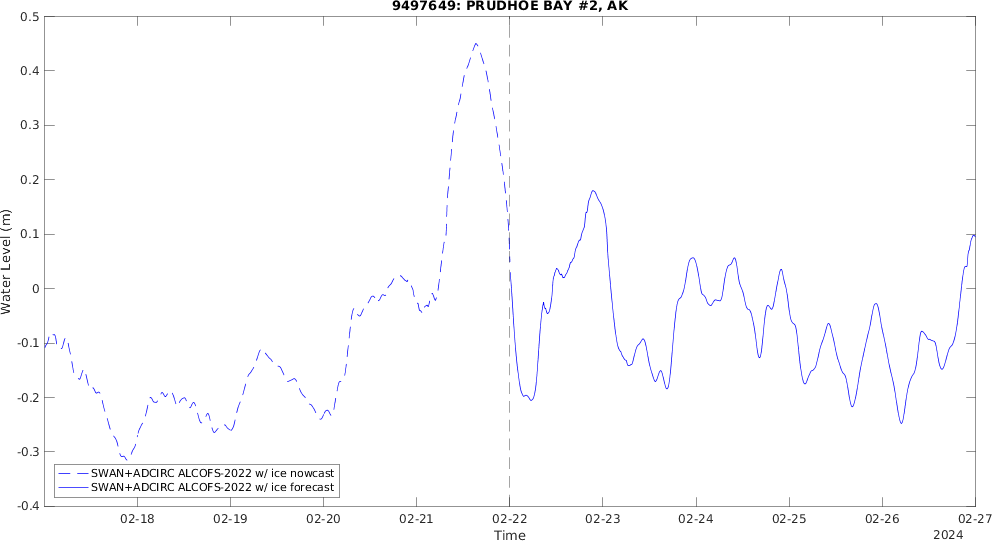 9497649: PRUDHOE BAY #2, AK
0.5
0.4
0.3
0.2
0.1
0
-0.1
-0.2
-0.3
-0.4
Water Level (m)
SWAN+ADCIRC ALCOFS-2022 w/ ice nowcast
SWAN+ADCIRC ALCOFS-2022 w/ ice forecast
02-18 02-19 02-20 02-21 02-22 02-23 02-24 02-25 02-26 02-27
Time
2024